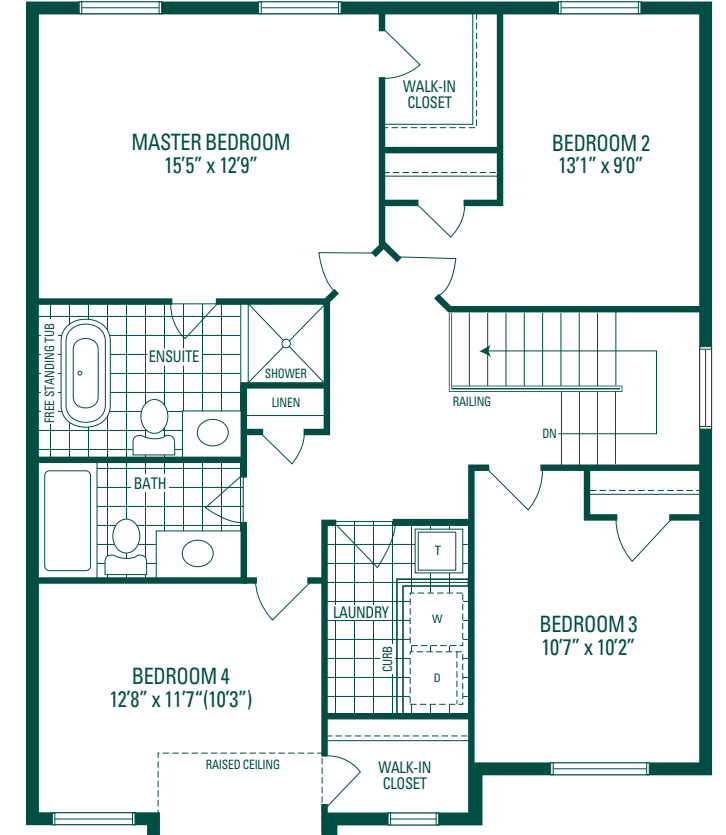 WALK-IN
CLOSET
MASTER BEDROOM
15'5" x 12'9"
BEDROOM 2
13'1" x 9'0"
FREE STANDING TUB
ENSUITE
SHOWER
LINEN
RAILING
DN
BATH
T
LAUNDRY
W
CURB
D
BEDROOM 3
10'7" x 10'2"
BEDROOM 4
12'8" x 11'7"(10'3")
RAISED CEILING
WALK-IN
CLOSET